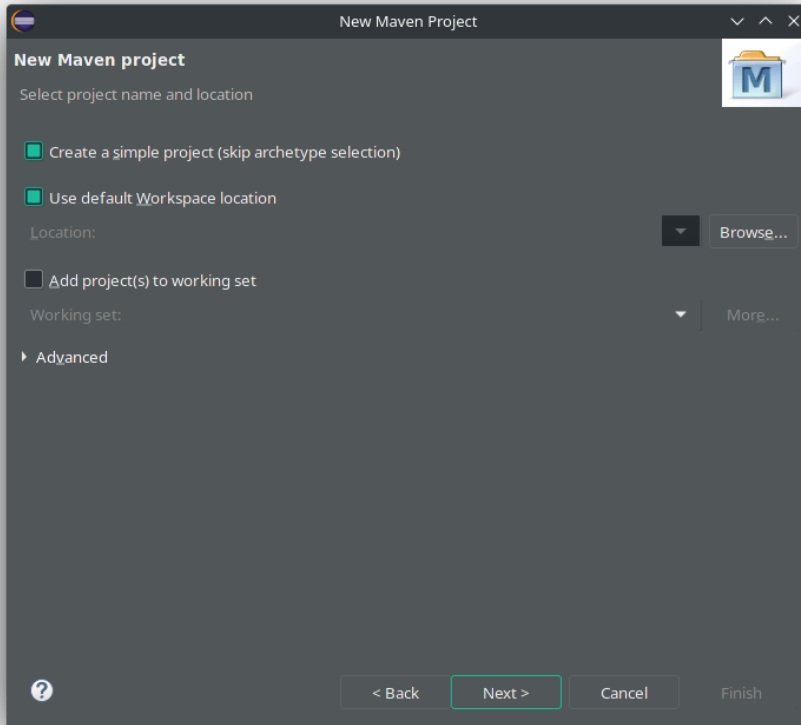 New Maven Project
New Maven project
M
Select project name and location
Create a simple project (skip archetype selection)
Use default Workspace location
Location:
Browse...
Add project(s) to working set
Working set:
More...
Advanced
?
< Back
Next >
Cancel
Finish